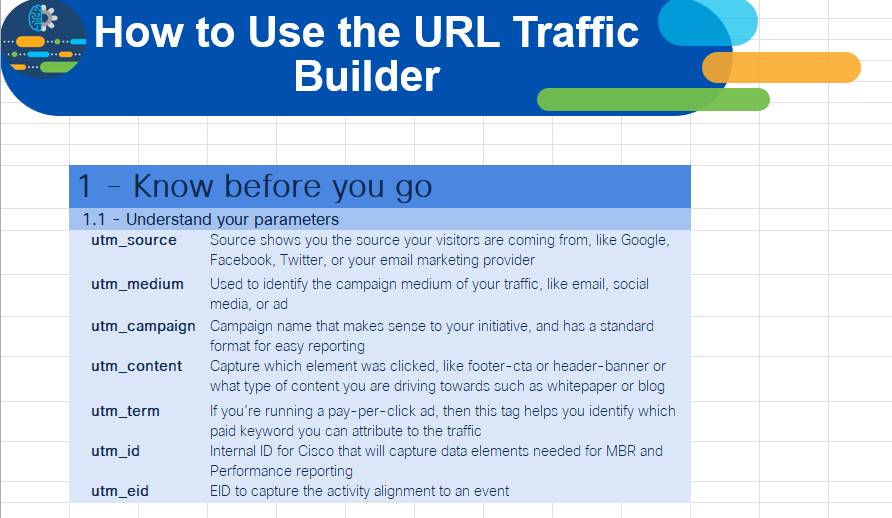 How to Use the URL Traffic
Builder
1 - Know before you go
1.1 - Understand your parameters
utm_source Source shows you the source your visitors are coming from, like Google,
Facebook, Twitter, or your email marketing provider
utm_medium Used to identify the campaign medium of your traffic, like email, social
media, or ad
utm_campaign Campaign name that makes sense to your initiative, and has a standard
format for easy reporting
utm_content Capture which element was clicked, like footer-cta or header-banner or
what type of content you are driving towards such as whitepaper or blog
utm_term If you're running a pay-per-click ad, then this tag helps you identify which
paid keyword you can attribute to the traffic
utm_id Internal ID for Cisco that will capture data elements needed for MBR and
Performance reporting
utm_eid EID to capture the activity alignment to an event